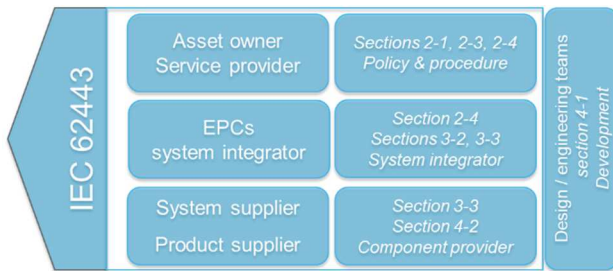 IEC 62443
Asset owner
Service provider
Sections 2-1, 2-3, 2-4
Policy & procedure
EPCs
system integrator
Section 2-4
Sections 3-2, 3-3
System integrator
System supplier
Product supplier
Section 3-3
Section 4-2
Component provider
Design / engineering teams
section 4-1
Development